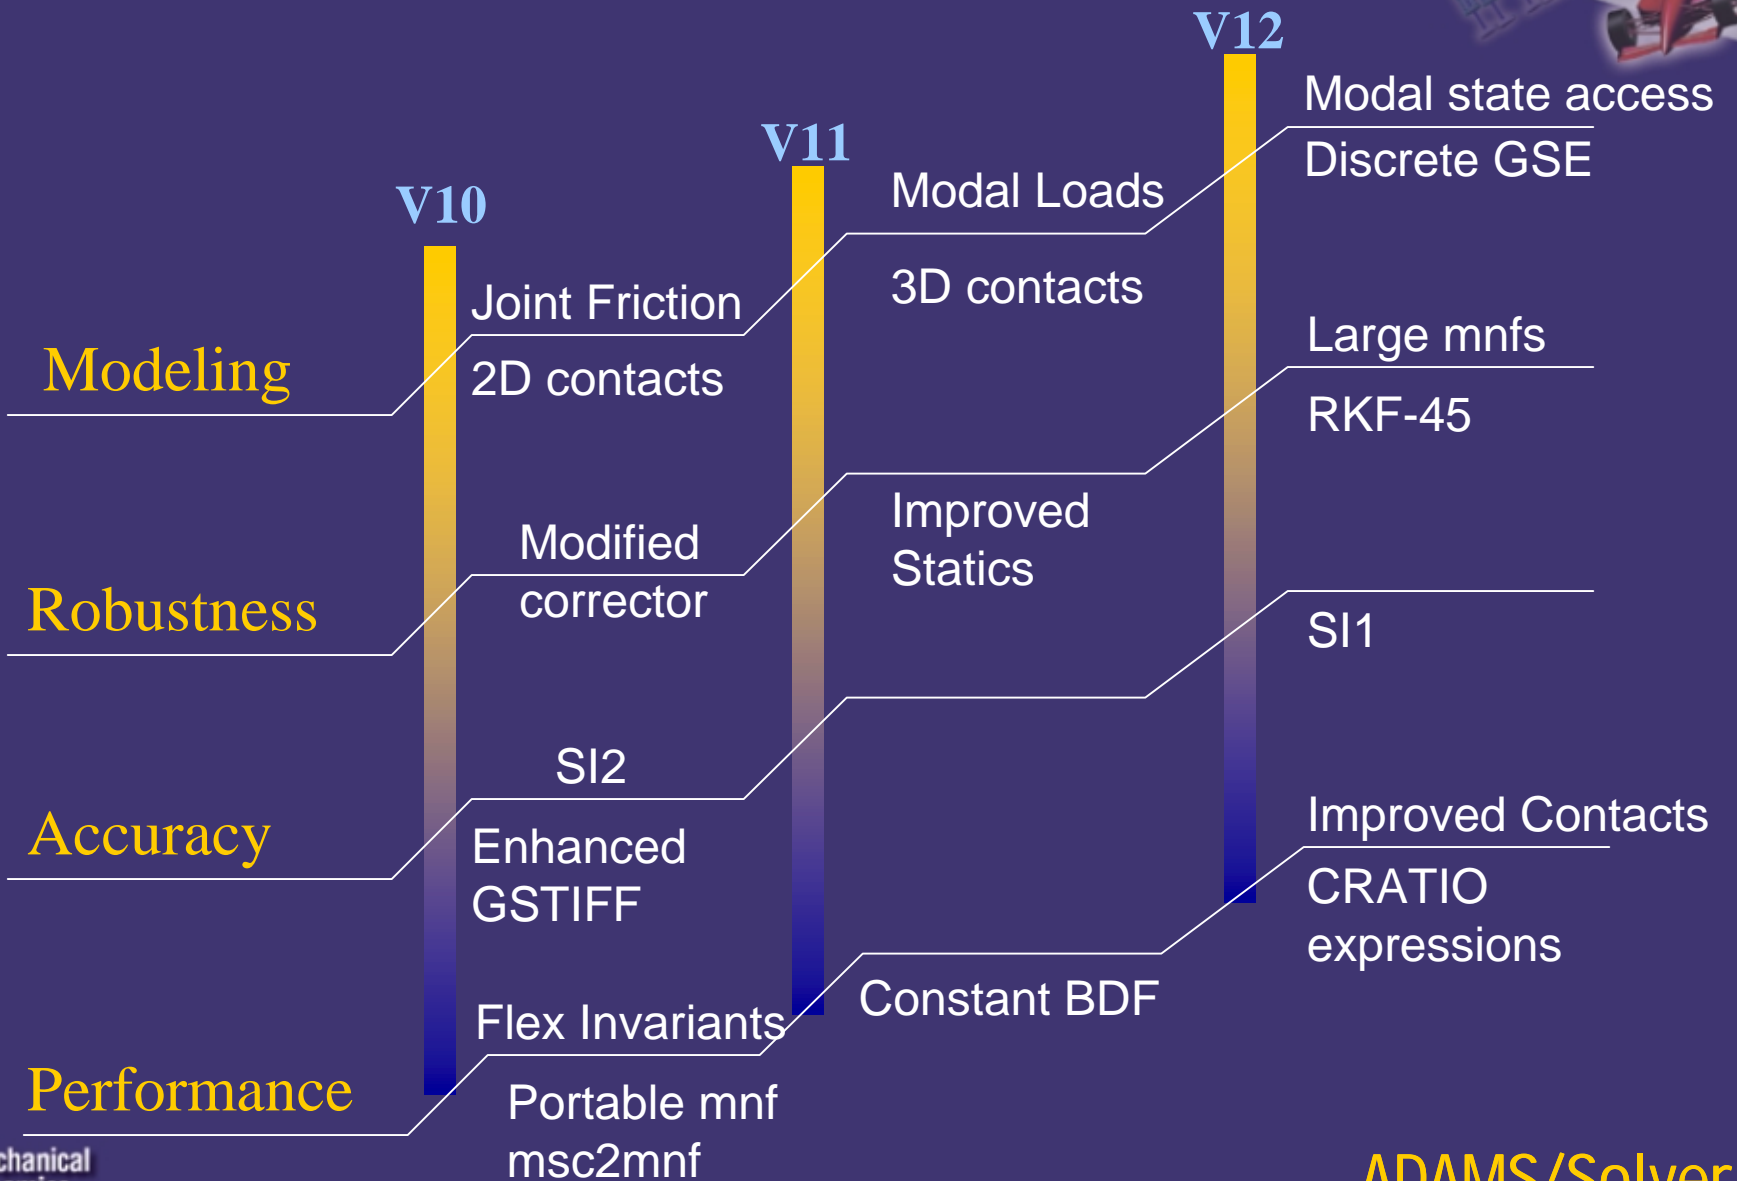 V12
Modal state access
V11
Discrete GSE
Modal Loads
V10
Joint Friction
3D contacts
Modeling
2D contacts
Large mnfs
RKF-45
Modified
corrector
Improved
Statics
Robustness
SI1
SI2
Accuracy
Enhanced
GSTIFF
Improved Contacts
CRATIO
expressions
Flex Invariants
Constant BDF
Performance
Portable mnf
msc2mnf
ADAMS/Solver